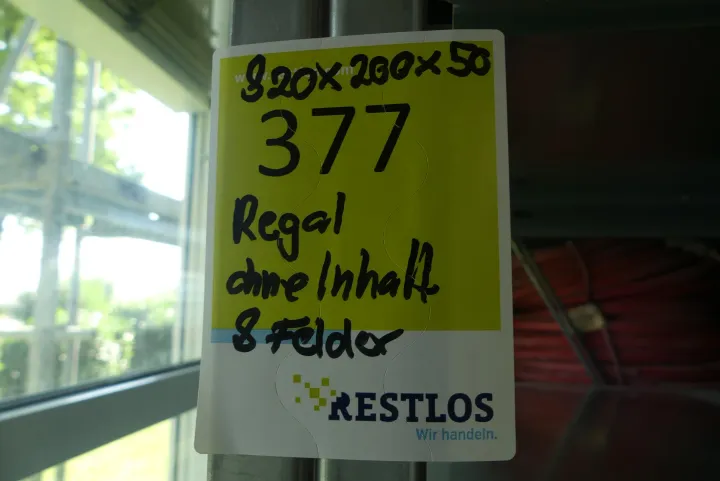 820x200x50
377
Regal
ohne Inhalt
8 Felder
RESTLOS
Wir handeln.